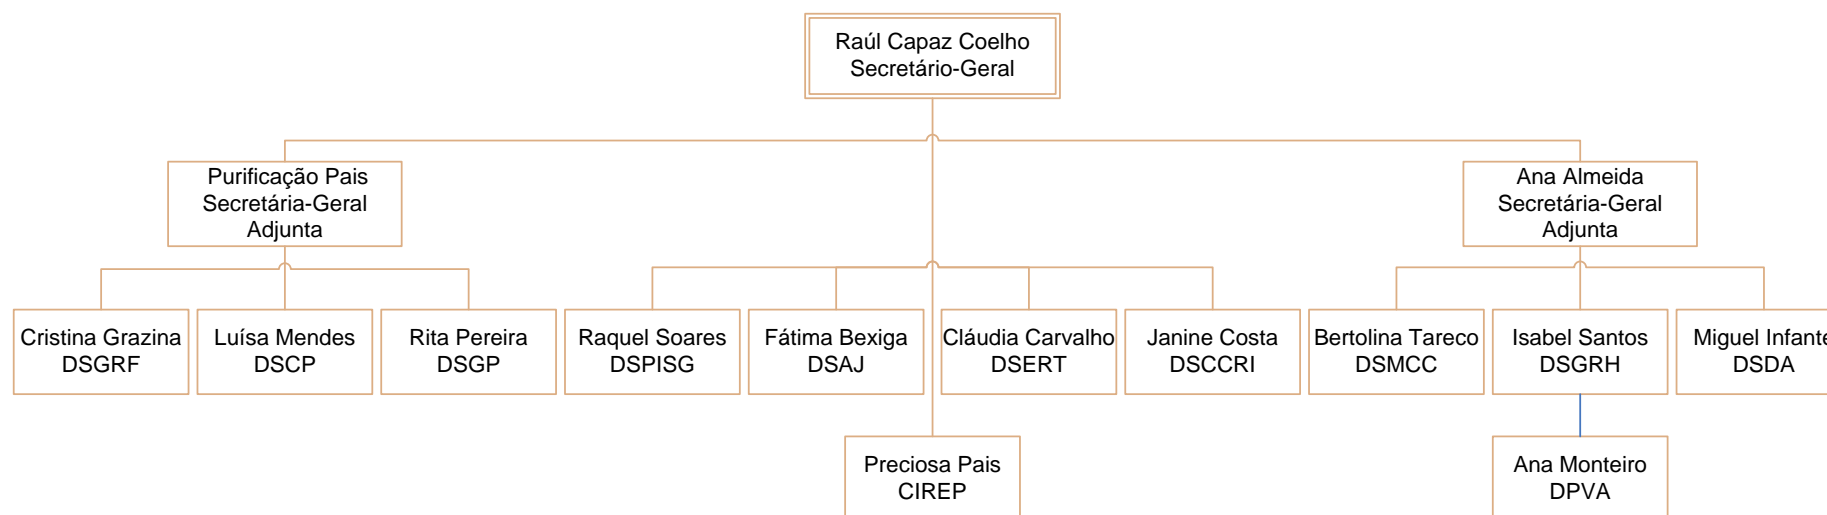 Raúl Capaz Coelho
Secretário-Geral
Purificação Pais
Secretária-Geral
Adjunta
Ana Almeida
Secretária-Geral
Adjunta
Cristina Grazina
DSGRF
Luísa Mendes
DSCP
Rita Pereira
DSGP
Raquel Soares
DSPISG
Fátima Bexiga
DSAJ
Cláudia Carvalho
DSERT
Janine Costa
DSCCRI
Bertolina Tareco
DSMCC
Isabel Santos
DSGRH
Miguel Infante
DSDA
Preciosa Pais
CIREP
Ana Monteiro
DPVA